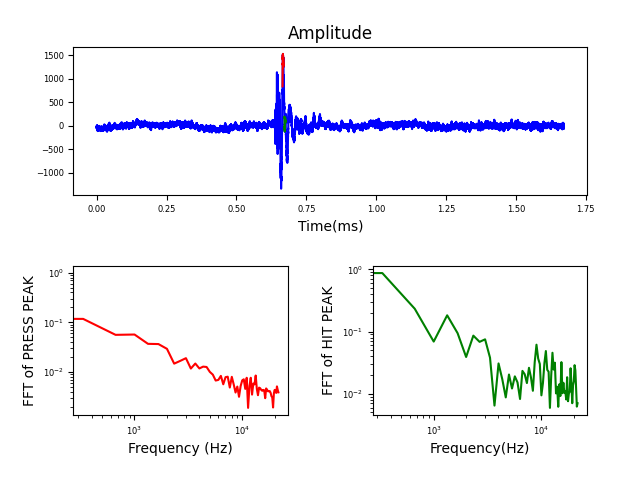 Amplitude
1500
1000
500
0
−500
−1000
0.00 0.25 0.50 0.75 1.00 1.25 1.50 1.75
Time(ms)
FFT of PRESS PEAK
10⁰
10⁻¹
10⁻²
10³ 10⁴
Frequency (Hz)
FFT of HIT PEAK
10⁰
10⁻¹
10⁻²
10³ 10⁴
Frequency(Hz)